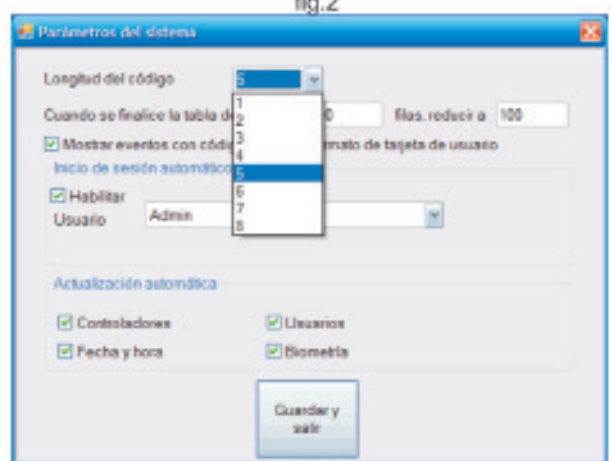 fig.2
Parámetros del sistema
Longitud del código 5
1
2
3
4
5
6
7
8
Cuando se finalice la tabla de 0 filas, reducir a 100
Mostrar eventos con códi mato de tarjeta de usuario
Inicio de sesión automático
Habilitar
Usuario Admin
Actualización automática
Controladores Usuarios
Fecha y hora Biometría
Guardar y
salir